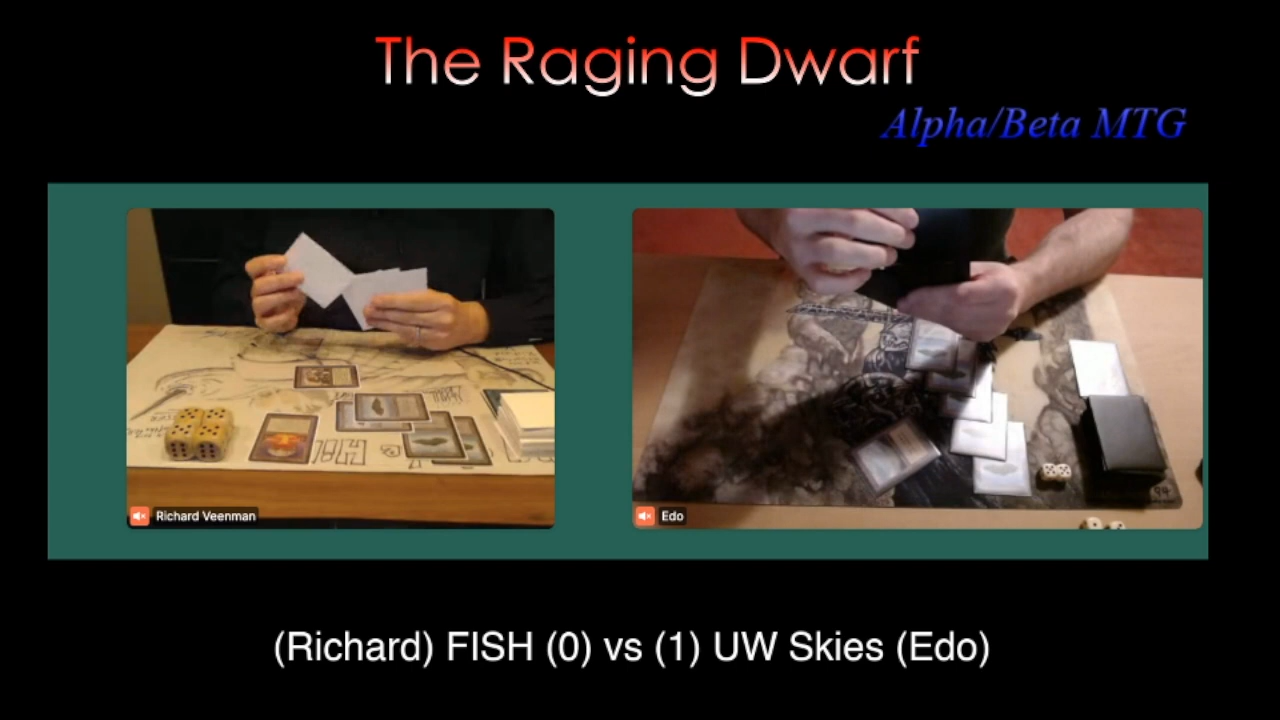 The Raging Dwarf
Alpha/Beta MTG
Richard Veenman
Edo
(Richard) FISH (0) vs (1) UW Skies (Edo)